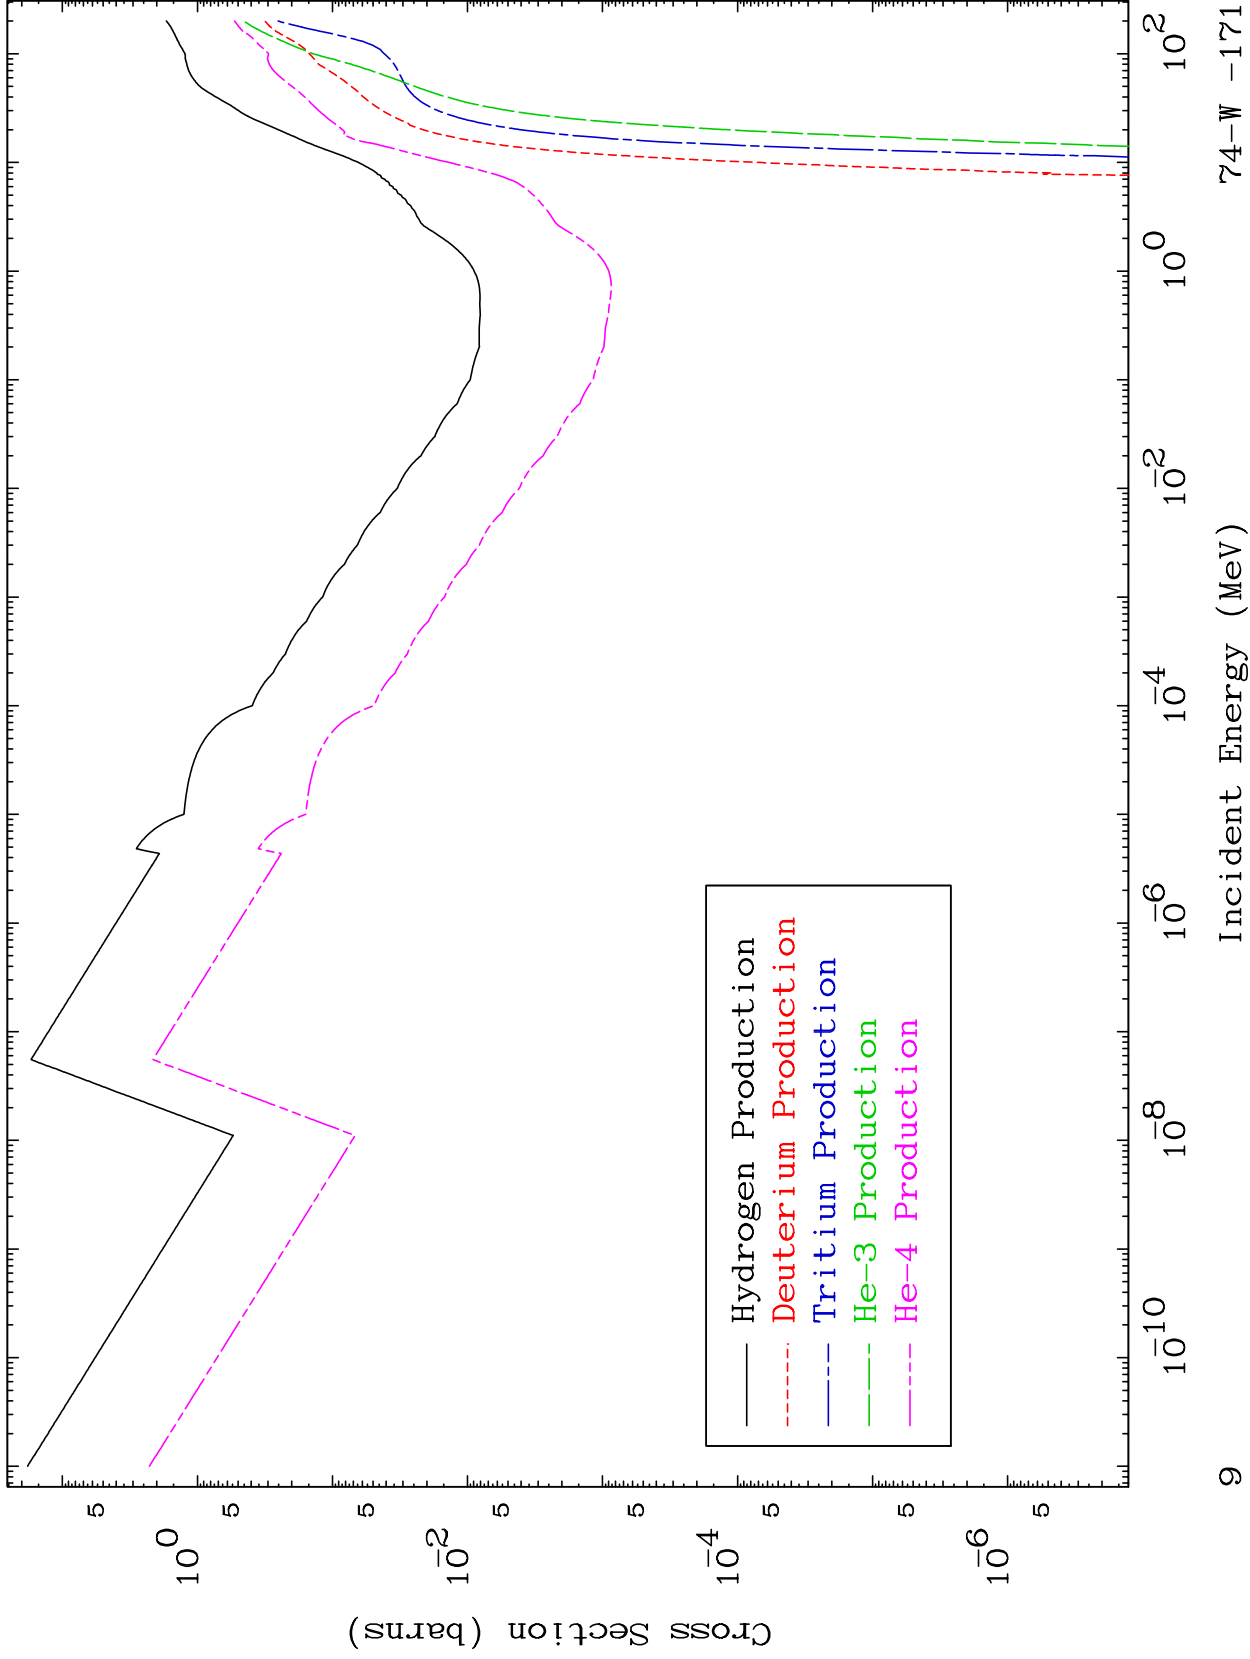 Cross Section (barns)
10^0
10^-2
10^-4
10^-6
5
5
5
5
5
5
5
5
Hydrogen Production
Deuterium Production
Tritium Production
He-3 Production
He-4 Production
10^-10
10^-8
10^-6
10^-4
10^-2
10^0
10^2
Incident Energy (MeV)
9
74-W -171